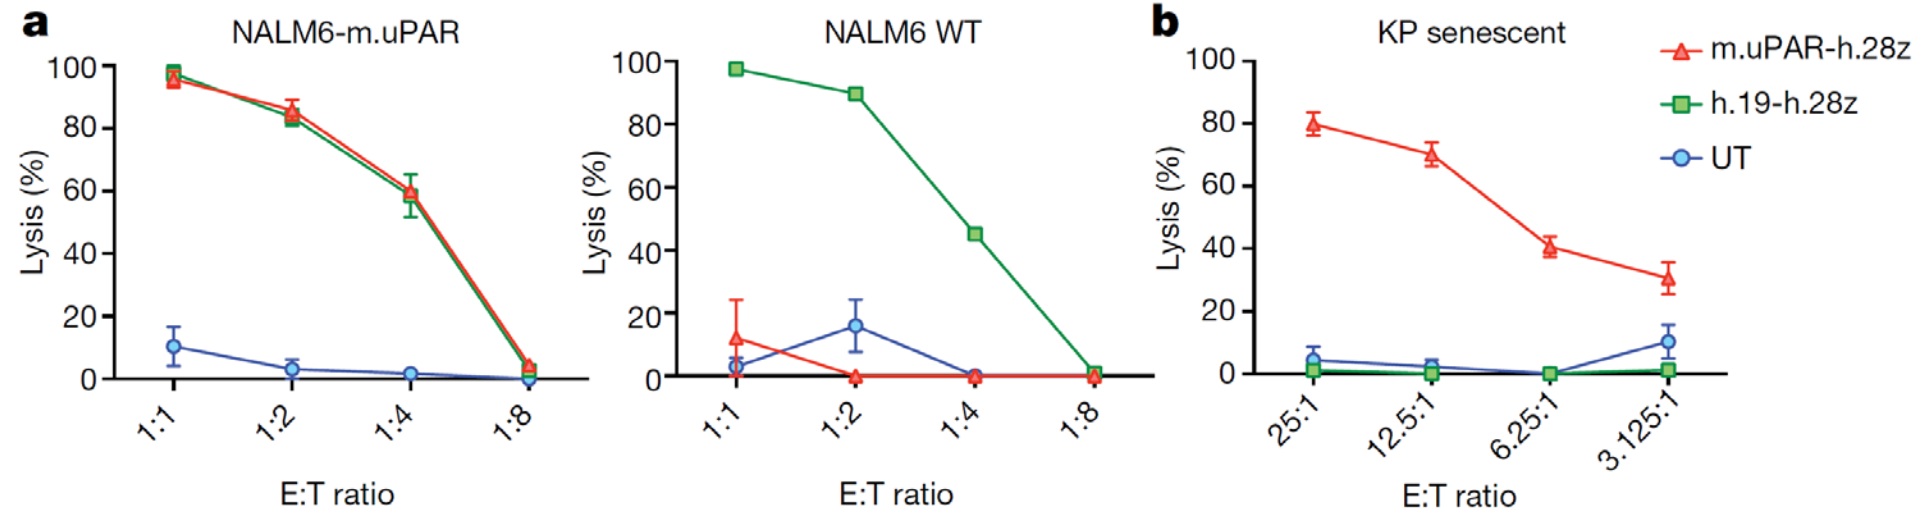 a
NALM6-m.uPAR
Lysis (%)
100
80
60
40
20
0
1:1
1:2
1:4
1:8
E:T ratio
NALM6 WT
Lysis (%)
100
80
60
40
20
0
1:1
1:2
1:4
1:8
E:T ratio
b
KP senescent
Lysis (%)
100
80
60
40
20
0
25:1
12.5:1
6.25:1
3.125:1
E:T ratio
m.uPAR-h.28z
h.19-h.28z
UT